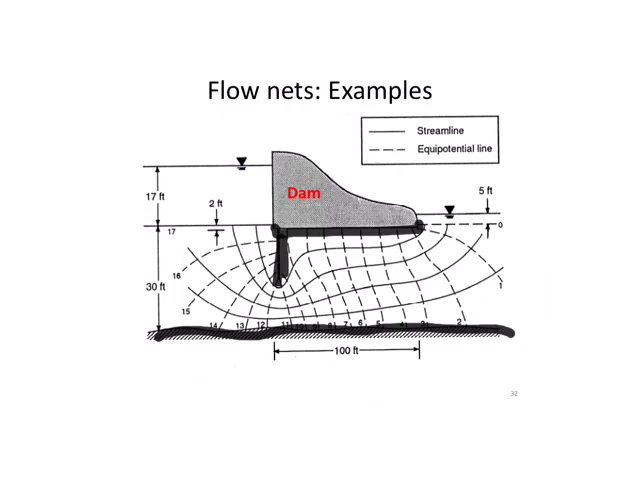 Flow nets: Examples
Streamline
Equipotential line
Dam
17 ft
2 ft
5 ft
17
0
16
30 ft
15
1
14
13
12
11
7
6
5
2
100 ft
32